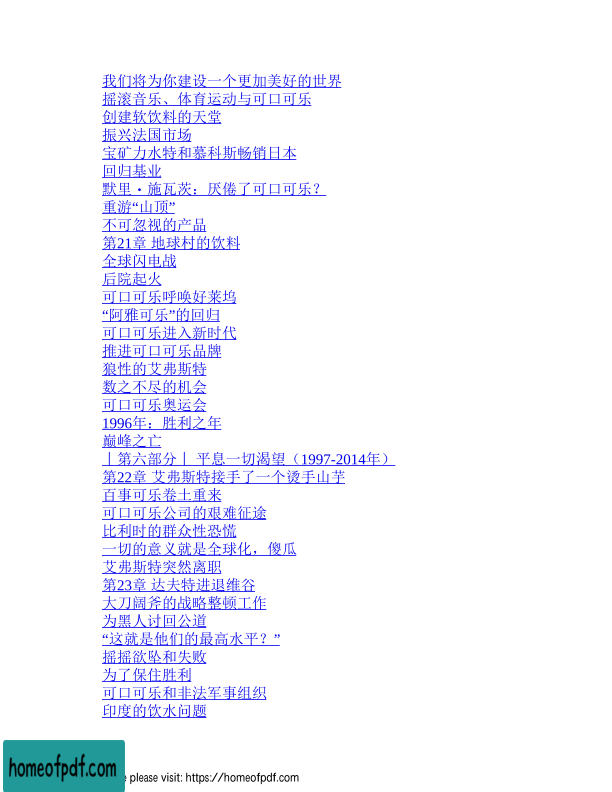 我们将为你建设一个更加美好的世界
摇滚音乐、体育运动与可口可乐
创建软饮料的天堂
振兴法国市场
宝矿力水特和慕科斯畅销日本
回归基业
默里·施瓦茨：厌倦了可口可乐？
重游“山顶”
不可忽视的产品
第21章 地球村的饮料
全球闪电战
后院起火
可口可乐呼唤好莱坞
“阿雅可乐”的回归
可口可乐进入新时代
推进可口可乐品牌
狼性的艾弗斯特
数之不尽的机会
可口可乐奥运会
1996年：胜利之年
巅峰之亡
｜第六部分｜ 平息一切渴望（1997-2014年）
第22章 艾弗斯特接手了一个烫手山芋
百事可乐卷土重来
可口可乐公司的艰难征途
比利时的群众性恐慌
一切的意义就是全球化，傻瓜
艾弗斯特突然离职
第23章 达夫特进退维谷
大刀阔斧的战略整顿工作
为黑人讨回公道
“这就是他们的最高水平？”
摇摇欲坠和失败
为了保住胜利
可口可乐和非法军事组织
印度的饮水问题
homeofpdf.com
please visit: https://homeofpdf.com